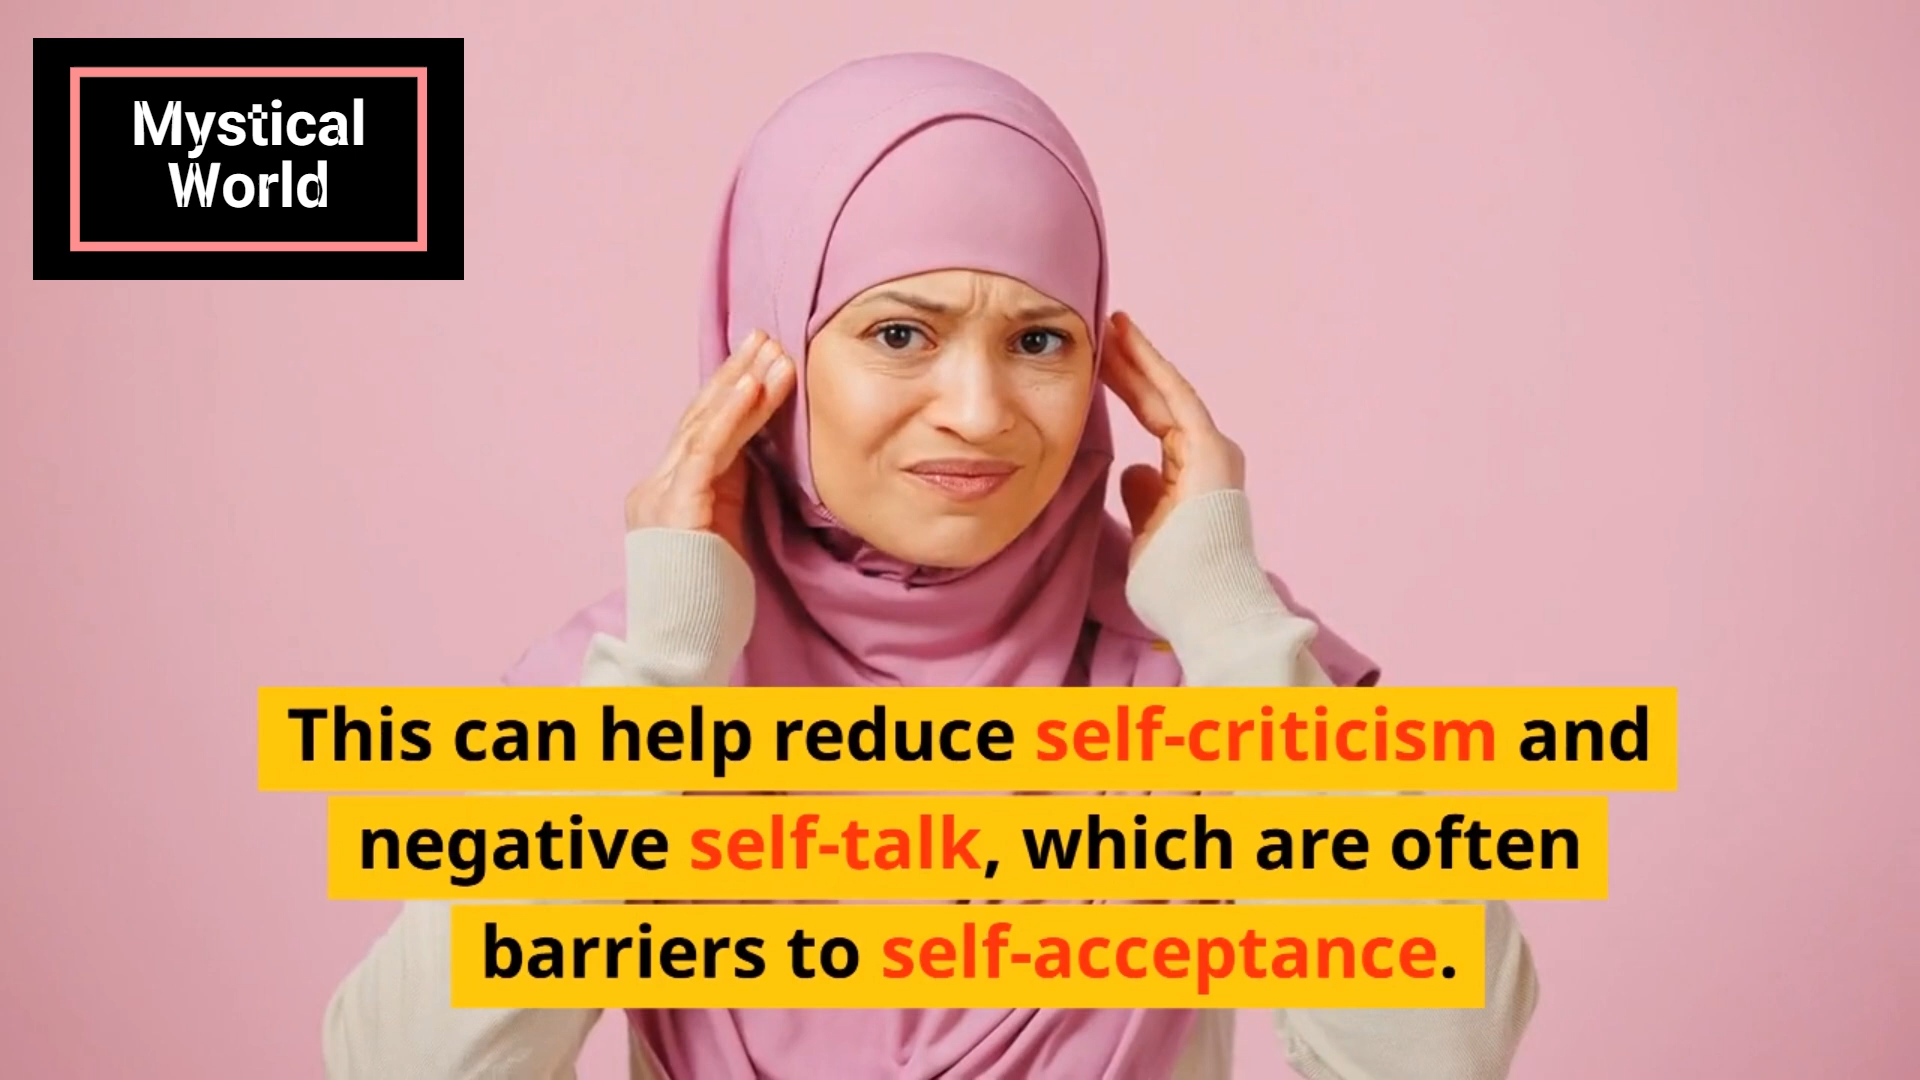 Mystical
World
This can help reduce self-criticism and
negative self-talk, which are often
barriers to self-acceptance.